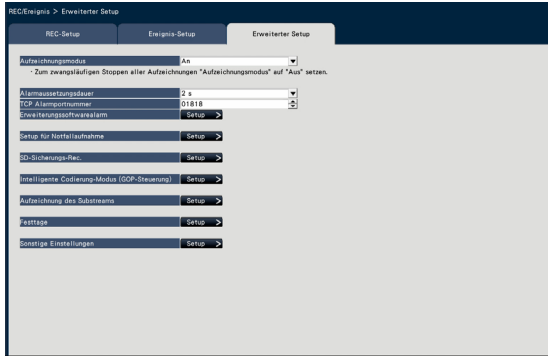 REC/Ereignis > Erweiterter Setup
REC-Setup
Ereignis-Setup
Erweiterter Setup
Aufzeichnungsmodus An
· Zum zwangsläufigen Stoppen aller Aufzeichnungen "Aufzeichnungsmodus" auf "Aus" setzen.
Alarmaussetzungsdauer 2 s
TCP Alarmportnummer 01818
Erweiterungssoftwarealarm Setup >
Setup für Notfallaufnahme Setup >
SD-Sicherungs-Rec. Setup >
Intelligente Codierung-Modus (GOP-Steuerung) Setup >
Aufzeichnung des Substreams Setup >
Festtage Setup >
Sonstige Einstellungen Setup >